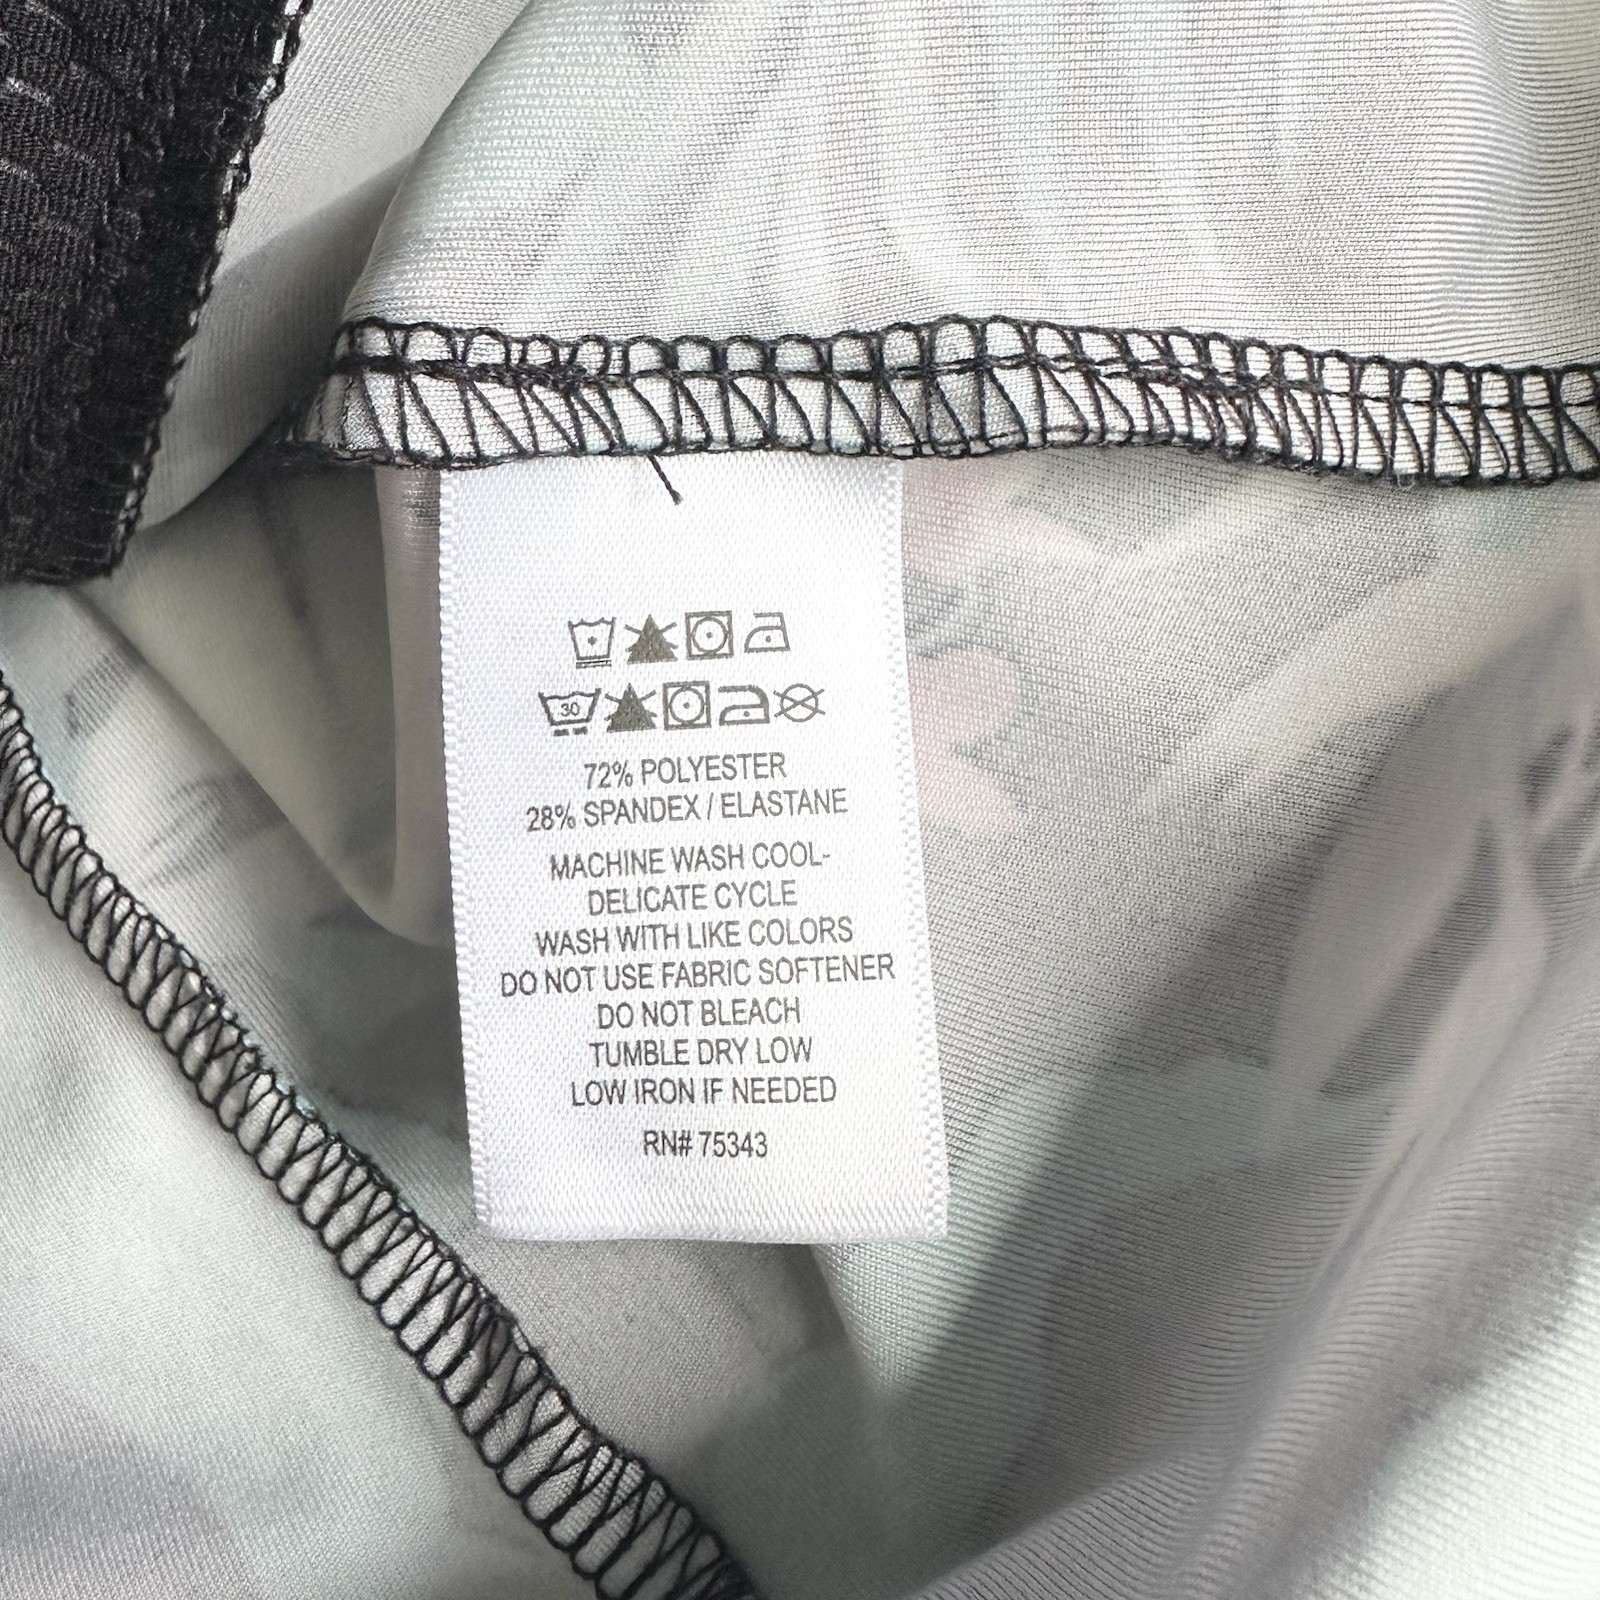 30
72% POLYESTER
28% SPANDEX / ELASTANE
MACHINE WASH COOL-
DELICATE CYCLE
WASH WITH LIKE COLORS
DO NOT USE FABRIC SOFTENER
DO NOT BLEACH
TUMBLE DRY LOW
LOW IRON IF NEEDED
RN# 75343